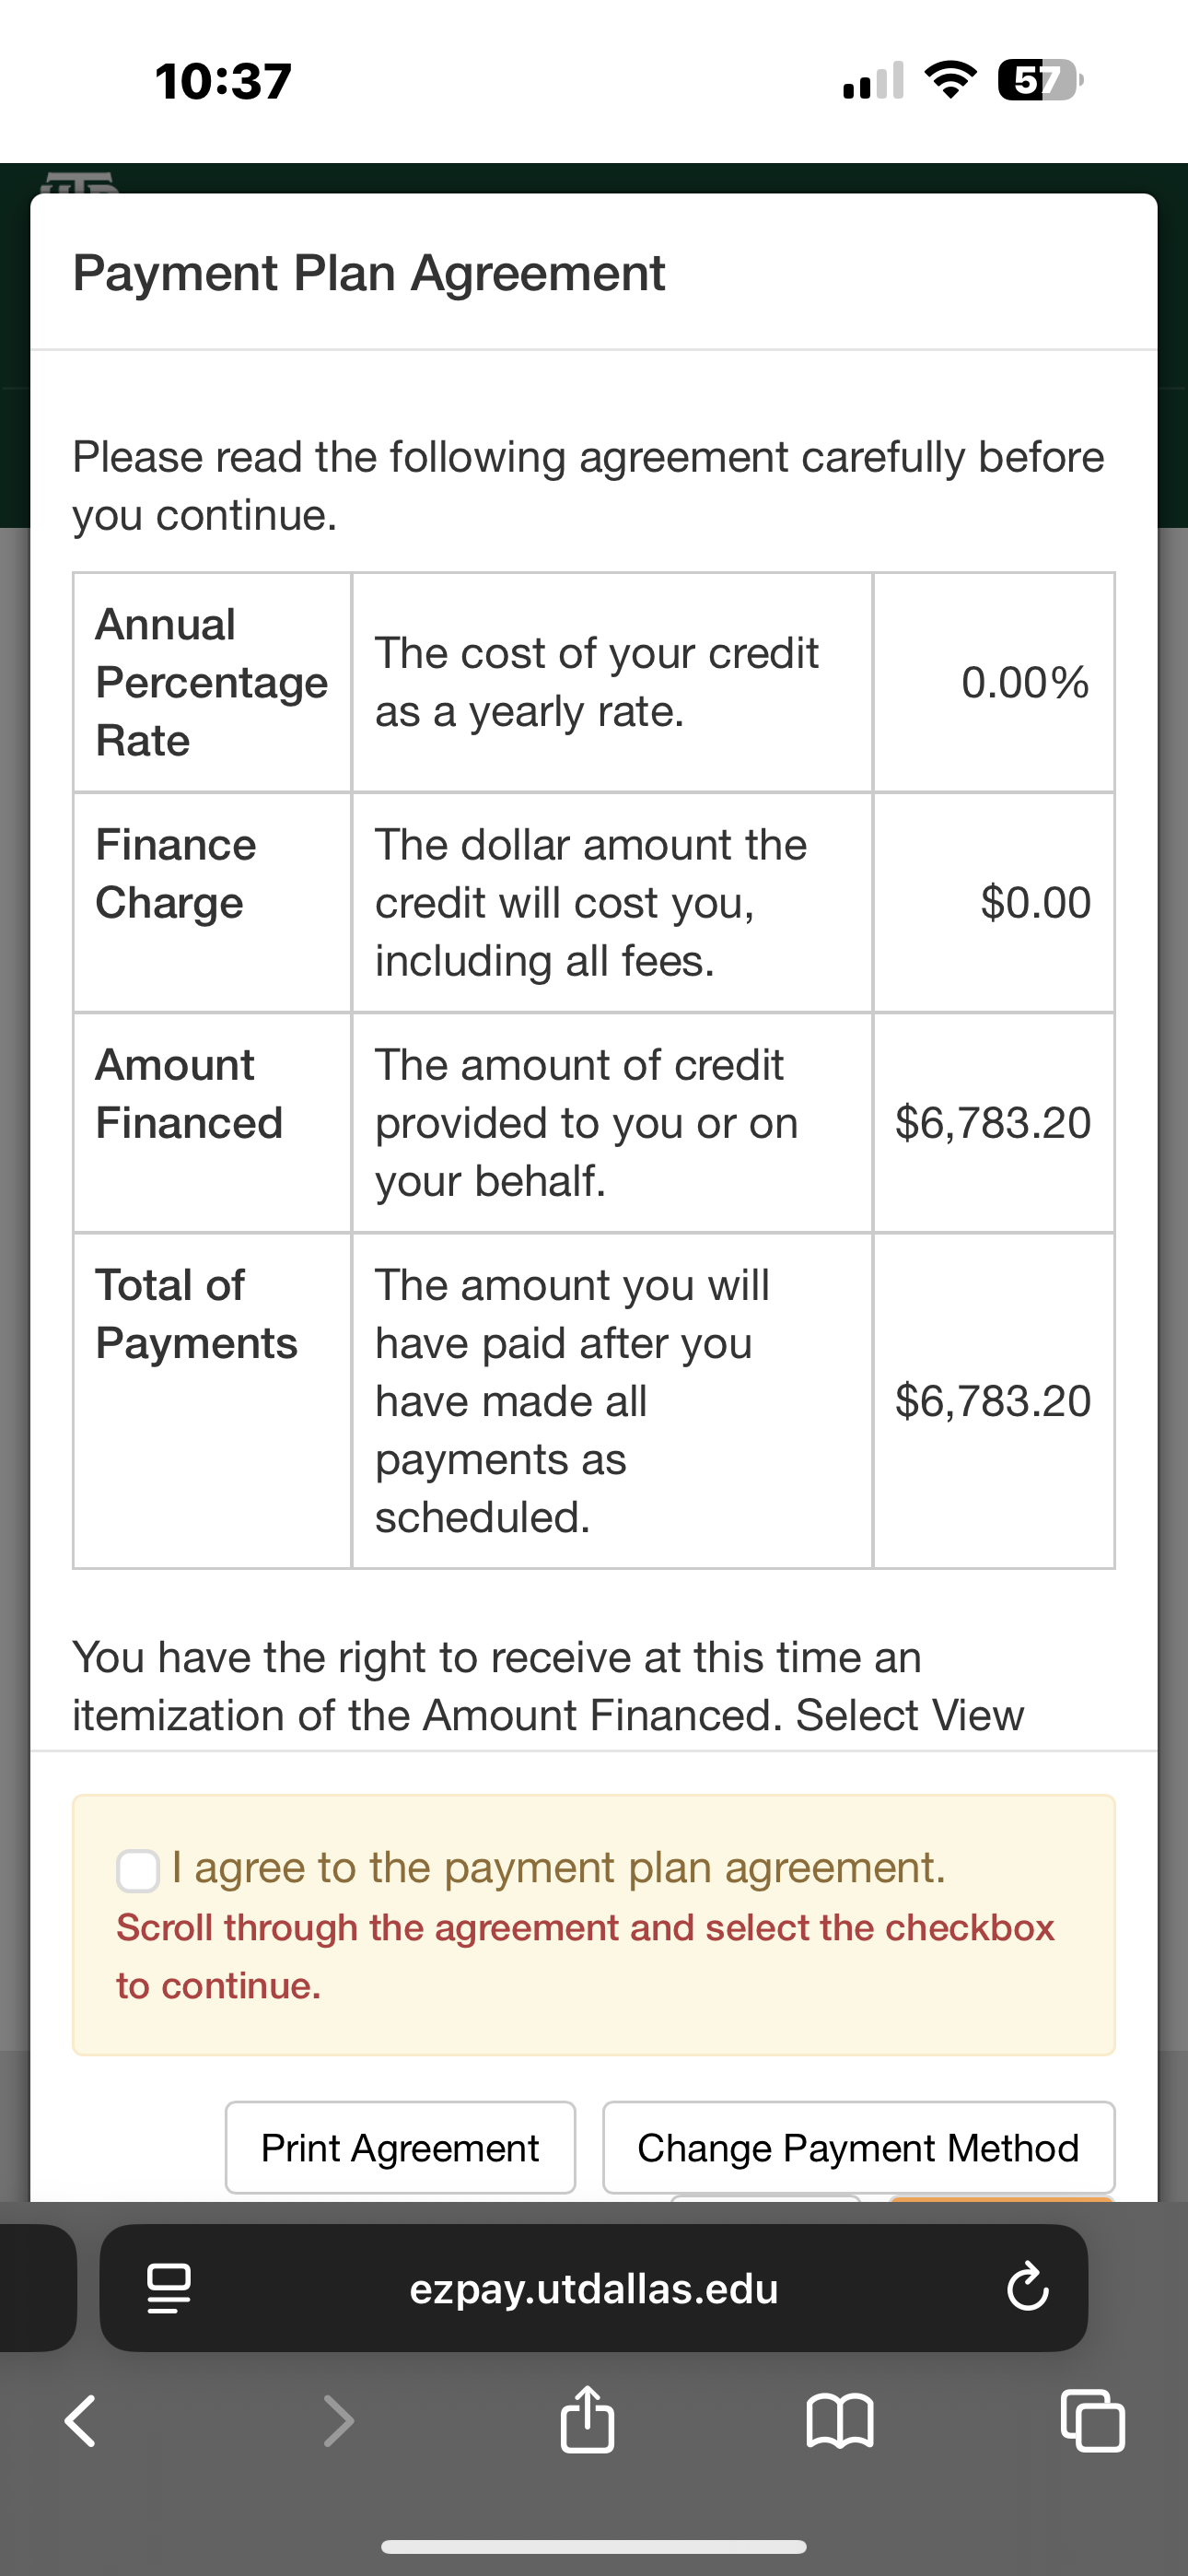 10:37
57
Payment Plan Agreement
Please read the following agreement carefully before
you continue.
Annual
Percentage
Rate
The cost of your credit
as a yearly rate.
0.00%
Finance
Charge
The dollar amount the
credit will cost you,
including all fees.
$0.00
Amount
Financed
The amount of credit
provided to you or on
your behalf.
$6,783.20
Total of
Payments
The amount you will
have paid after you
have made all
payments as
scheduled.
$6,783.20
You have the right to receive at this time an
itemization of the Amount Financed. Select View
I agree to the payment plan agreement.
Scroll through the agreement and select the checkbox
to continue.
Print Agreement
Change Payment Method
ezpay.utdallas.edu